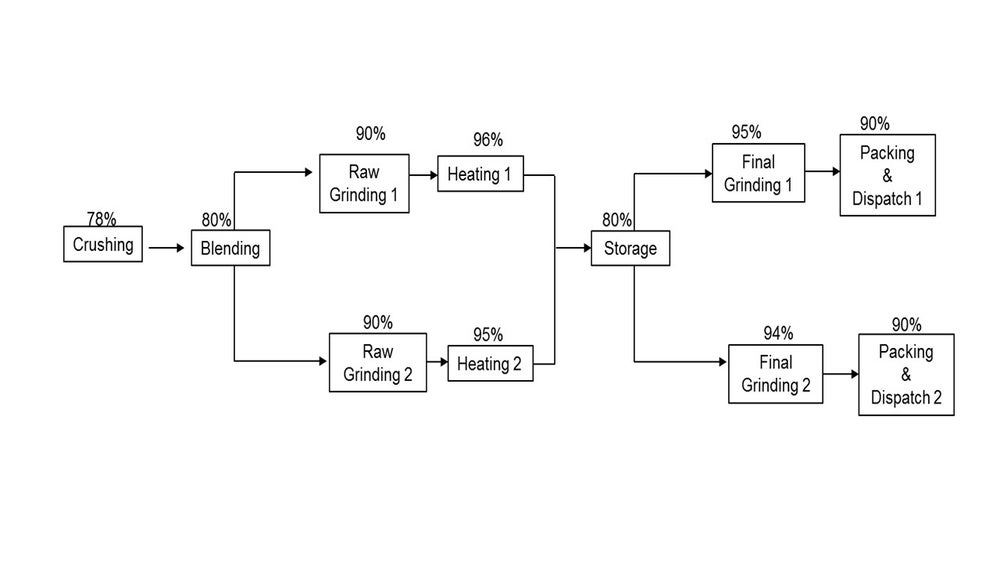 90%
Raw
Grinding 1
96%
Heating 1
95%
Final
Grinding 1
90%
Packing
&
Dispatch 1
78%
Crushing
80%
Blending
80%
Storage
90%
Raw
Grinding 2
95%
Heating 2
94%
Final
Grinding 2
90%
Packing
&
Dispatch 2